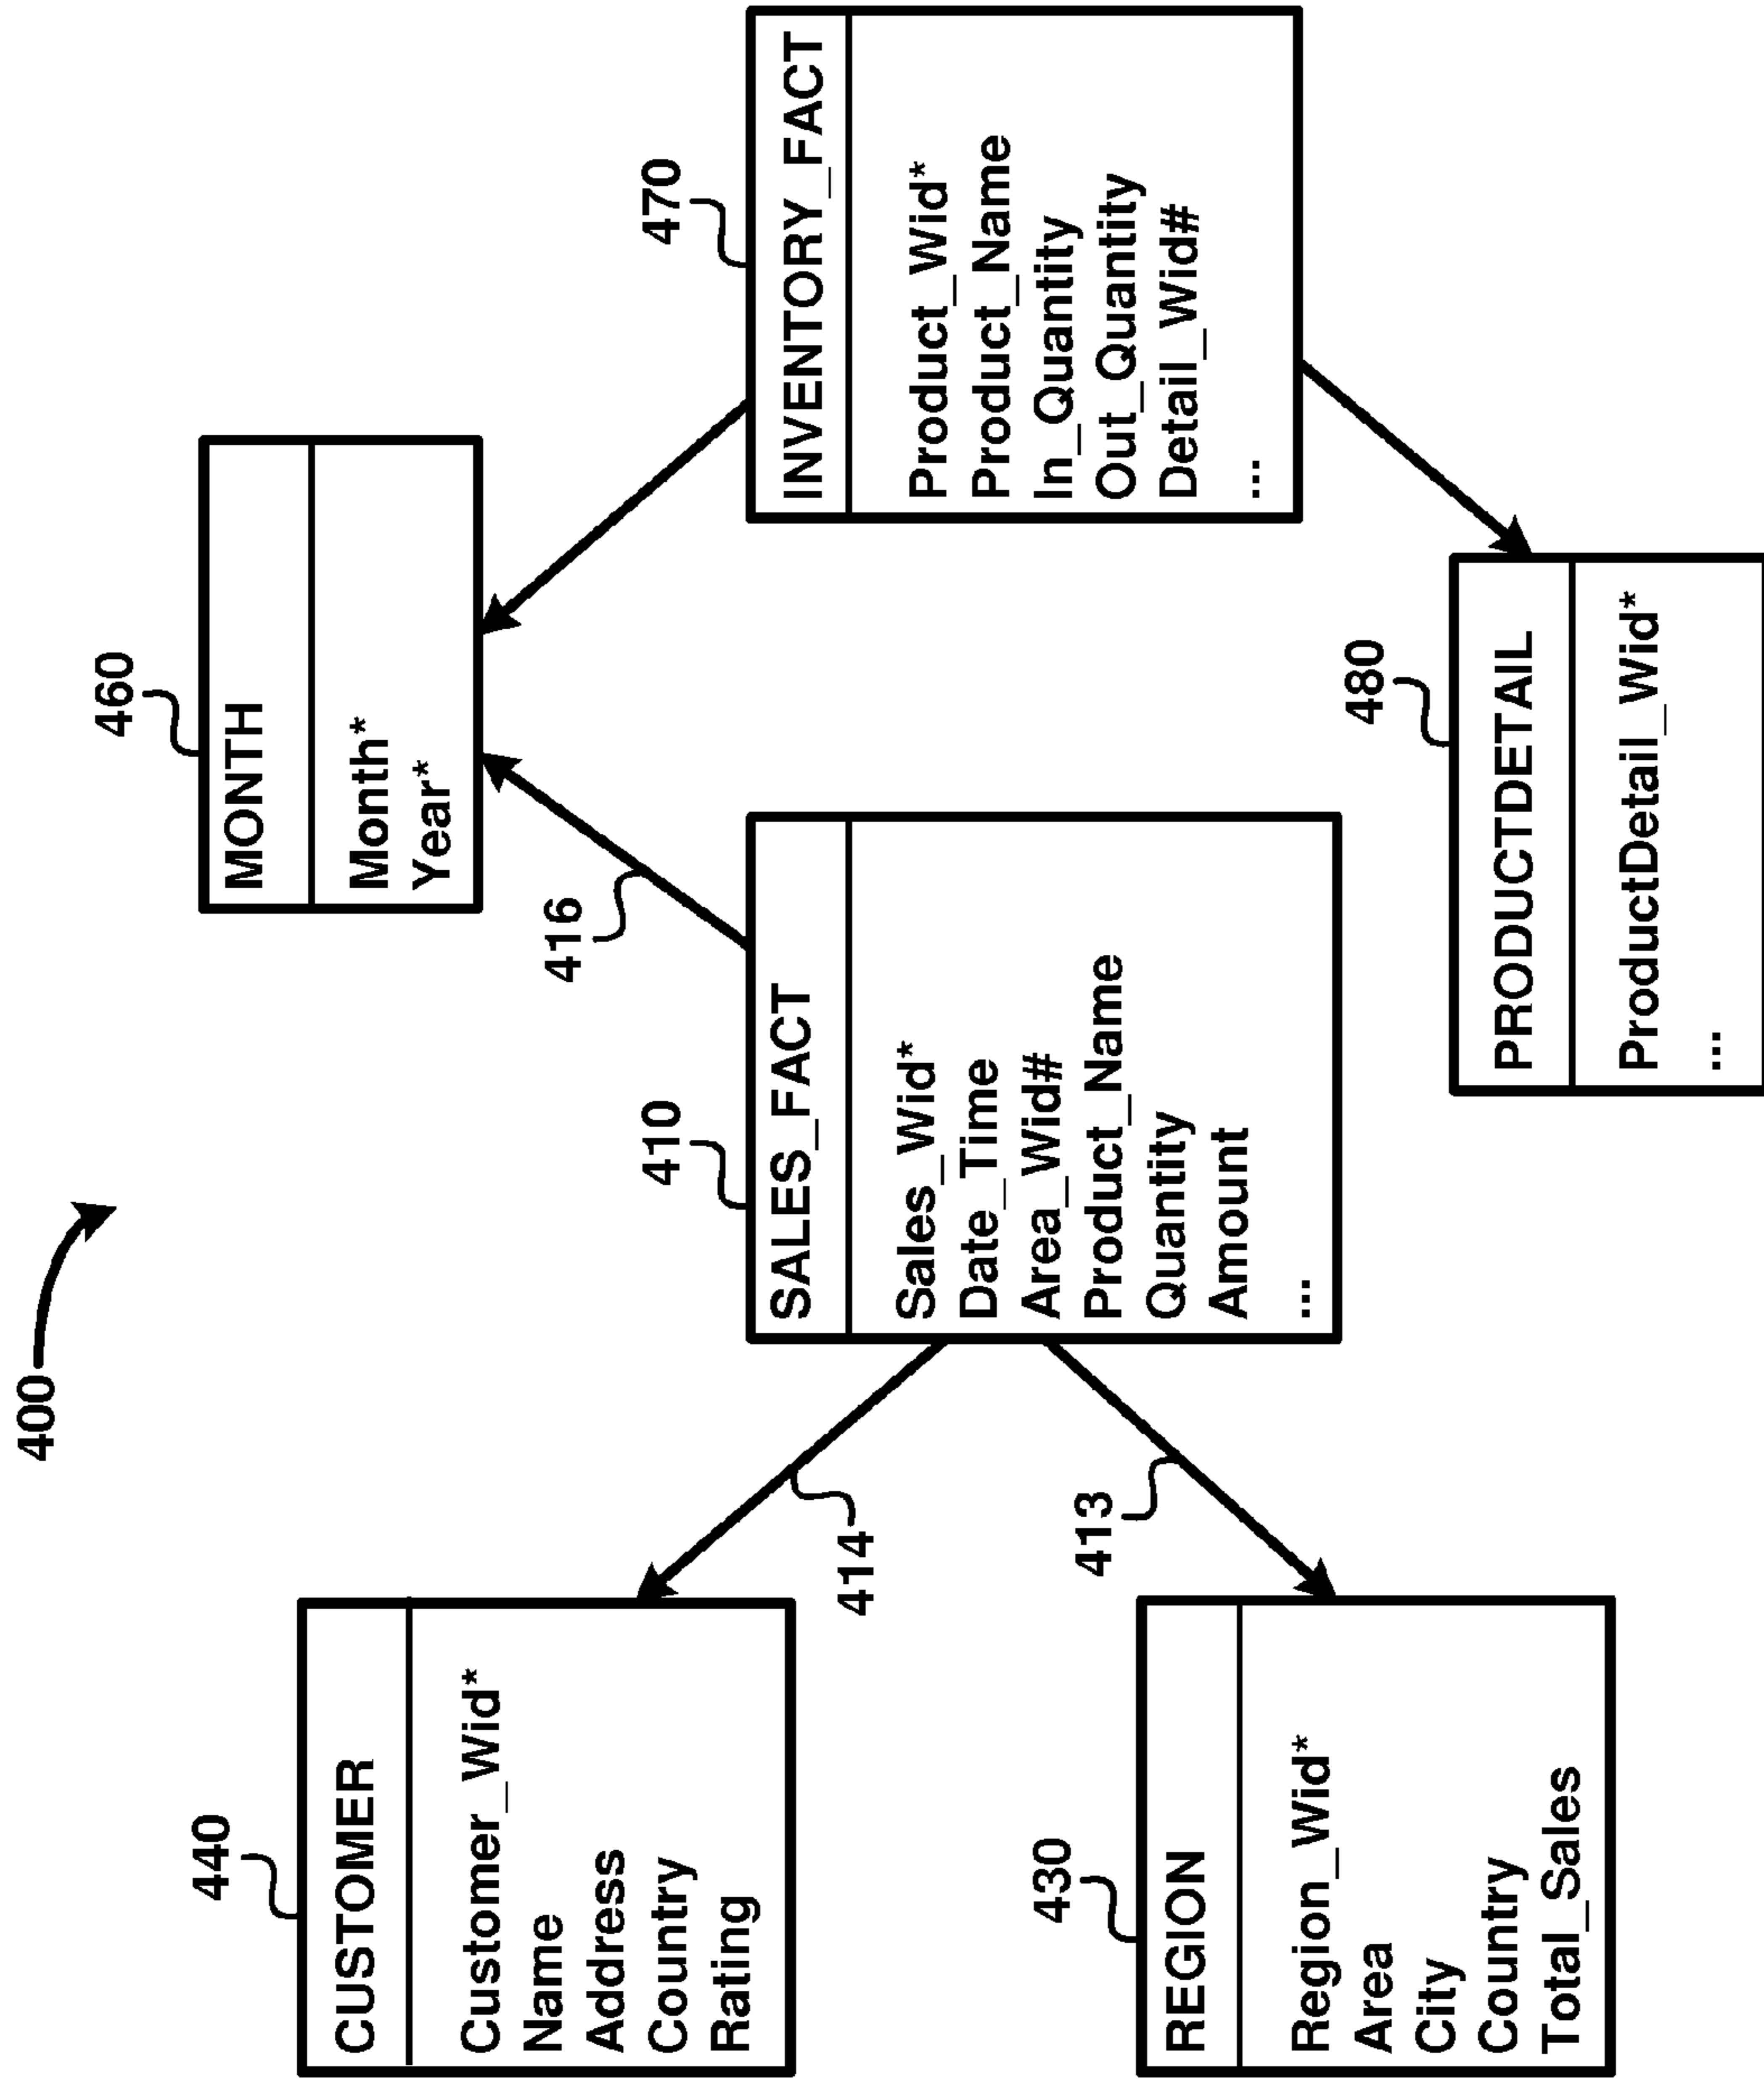 400
440
CUSTOMER
Customer_Wid*
Name
Address
Country
Rating
414
430
REGION
Region_Wid*
Area
City
Country
Total_Sales
413
410
SALES_FACT
Sales_Wid*
Date_Time
Area_Wid#
Product_Name
Quantity
Amount
...
416
460
MONTH
Month*
Year*
470
INVENTORY_FACT
Product_Wid*
Product_Name
In_Quantity
Out_Quantity
Detail_Wid#
...
480
PRODUCTDETAIL
ProductDetail_Wid*
...